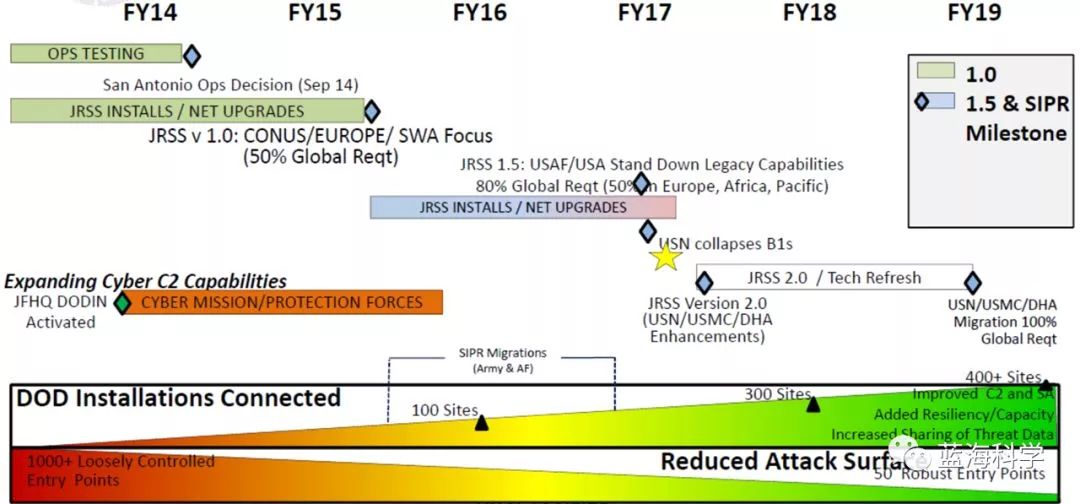 FY14 FY15 FY16 FY17 FY18 FY19
OPS TESTING
San Antonio Ops Decision (Sep 14)
JRSS INSTALLS / NET UPGRADES
JRSS v 1.0: CONUS/EUROPE/ SWA Focus
(50% Global Reqt)
1.0
1.5 & SIPR
Milestone
JRSS 1.5: USAF/USA Stand Down Legacy Capabilities
80% Global Reqt (50% in Europe, Africa, Pacific)
JRSS INSTALLS / NET UPGRADES
USN collapses B1s
Expanding Cyber C2 Capabilities
JFHQ DODIN
Activated
CYBER MISSION/PROTECTION FORCES
JRSS 2.0 / Tech Refresh
JRSS Version 2.0
(USN/USMC/DHA
Enhancements)
USN/USMC/DHA
Migration 100%
Global Reqt
SIPR Migrations
(Army & AF)
DOD Installations Connected
100 Sites
300 Sites
400+ Sites
Improved C2 and SA
Added Resiliency/Capacity
Increased Sharing of Threat Data
1000+ Loosely Controlled
Entry Points
Reduced Attack Surface
50 Robust Entry Points
蓝海科学